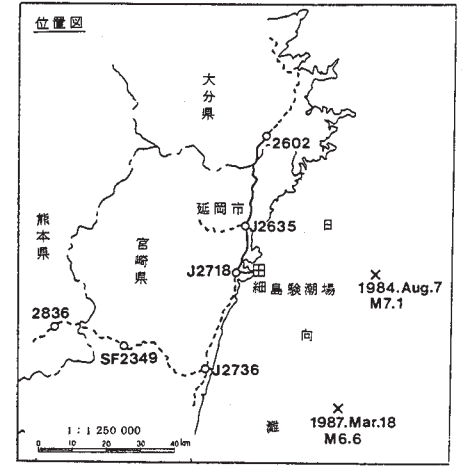 位置図
大分県
2602
延岡市
J2635
日
熊本県
宮崎県
J2718
細島験潮場
1984.Aug.7
M7.1
2836
向
SF2349
J2736
1987.Mar.18
M6.6
灘
1:1 250 000
0 10 20 30 40 km